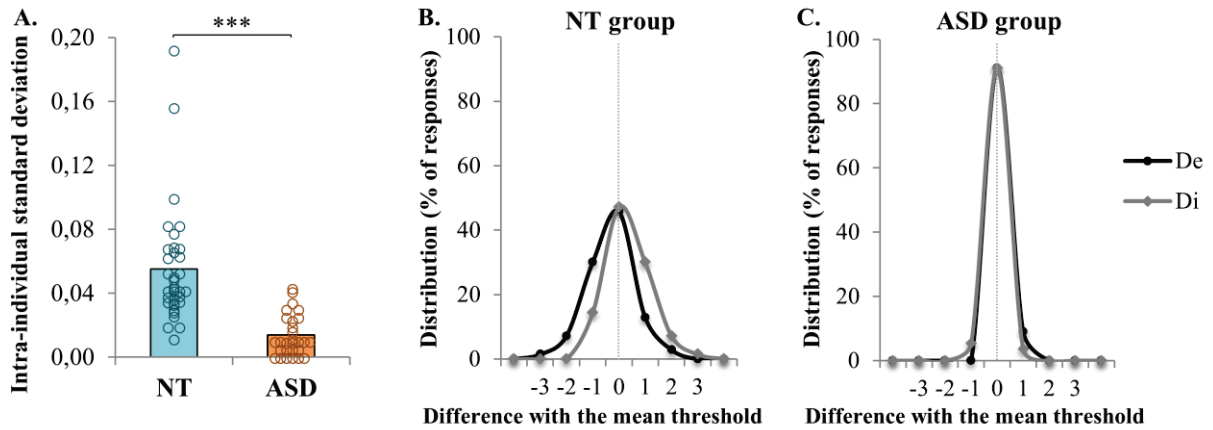 A.
***
Intra-individual standard deviation
0,20
0,16
0,12
0,08
0,04
0,00
NT
ASD
B.
NT group
Distribution (% of responses)
100
80
60
40
20
0
-3 -2 -1 0 1 2 3
Difference with the mean threshold
C.
ASD group
Distribution (% of responses)
100
80
60
40
20
0
-3 -2 -1 0 1 2 3
Difference with the mean threshold
De
Di